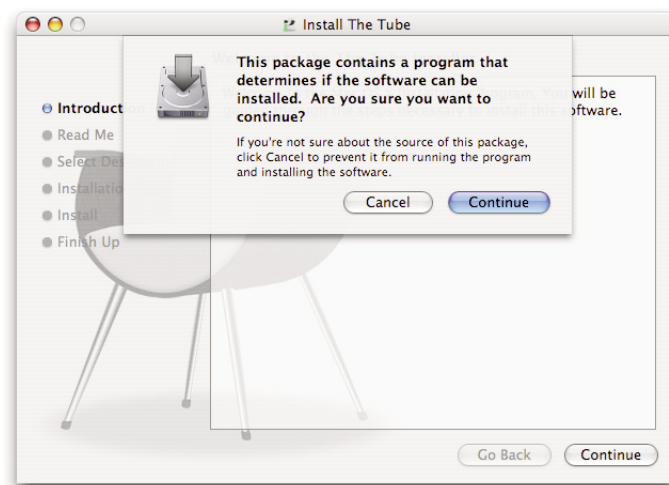 Install The Tube
This package contains a program that
determines if the software can be
installed. Are you sure you want to
continue?
If you're not sure about the source of this package,
click Cancel to prevent it from running the program
and installing the software.
Cancel Continue
will be
software.
Introduction
Read Me
Select Des
Installatio
Install
Finish Up
Go Back Continue